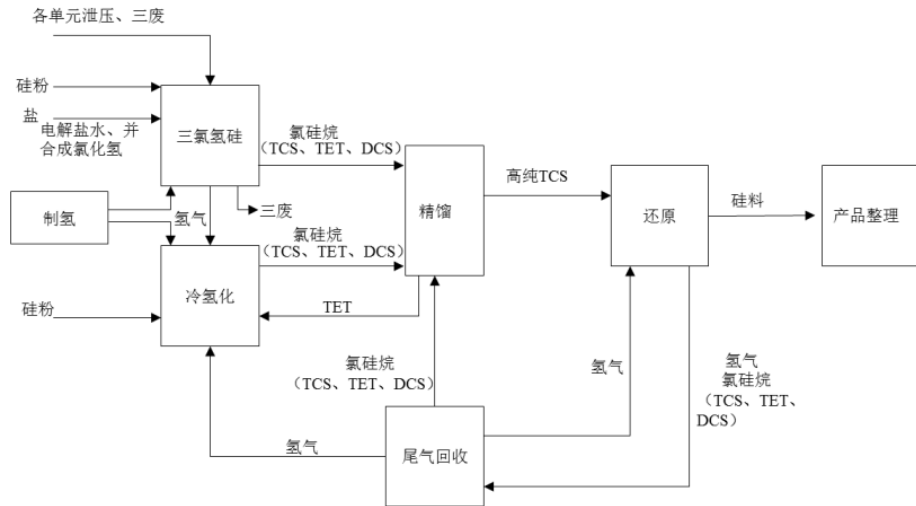 各单元泄压、三废
硅粉
盐
电解盐水、并
合成氯化氢
三氯氢硅
氯硅烷
（TCS、TET、DCS）
三废
制氢
氢气
氯硅烷
（TCS、TET、DCS）
冷氢化
硅粉
TET
精馏
高纯TCS
还原
硅料
产品整理
氯硅烷
（TCS、TET、DCS）
氢气
氢气
氯硅烷
（TCS、TET、
DCS）
氢气
尾气回收